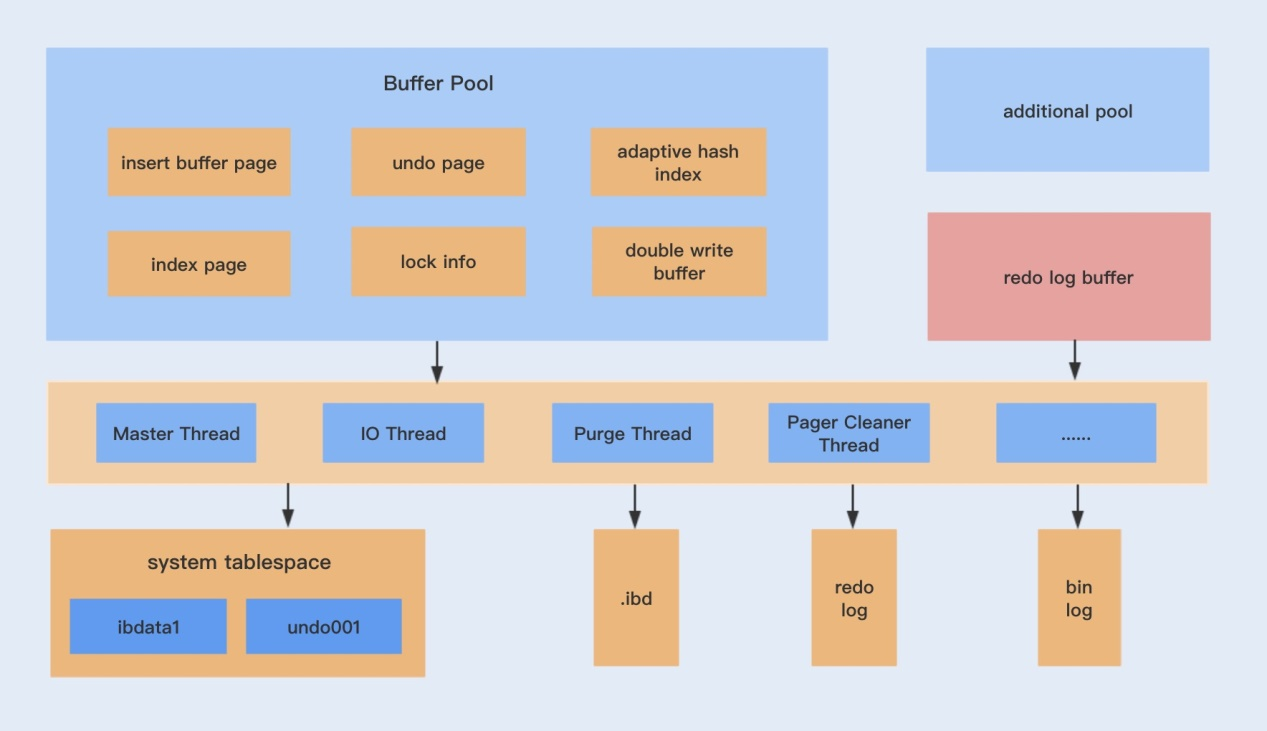 Buffer Pool
additional pool
insert buffer page
undo page
adaptive hash
index
index page
lock info
double write
buffer
redo log buffer
Master Thread
IO Thread
Purge Thread
Pager Cleaner
Thread
......
system tablespace
ibdata1
undo001
.ibd
redo
log
bin
log